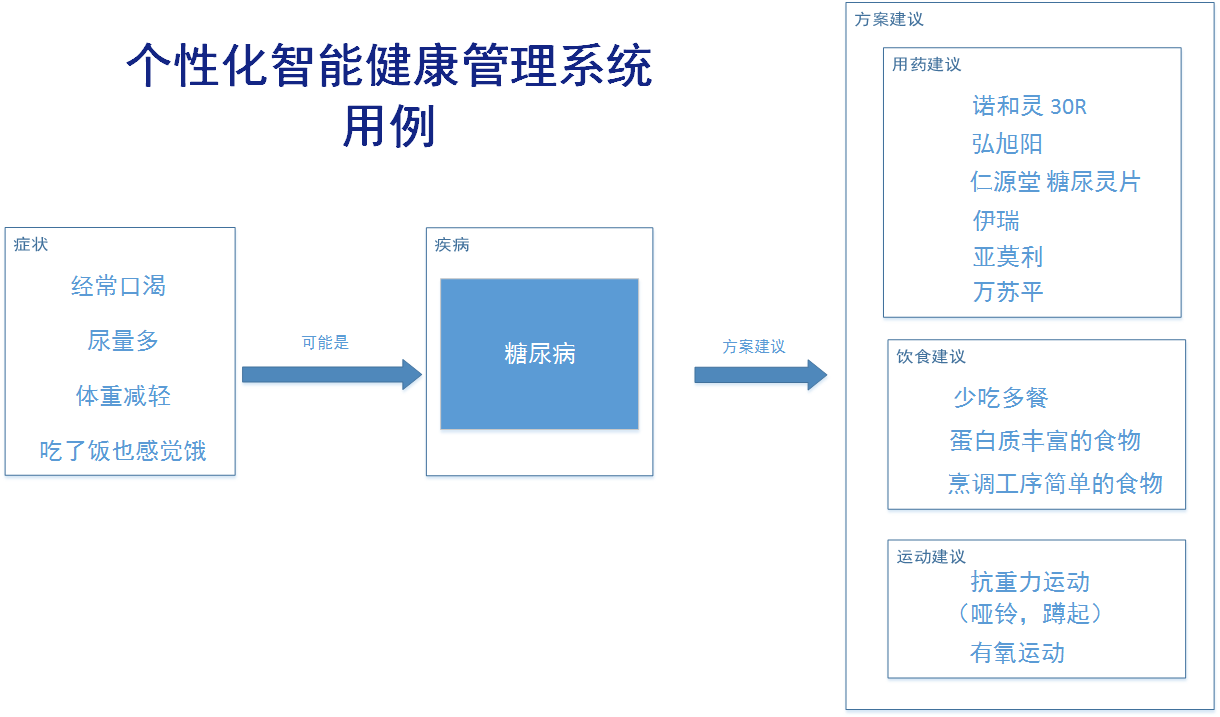 个性化智能健康管理系统
用例
症状
经常口渴
尿量多
体重减轻
吃了饭也感觉饿
可能是
疾病
糖尿病
方案建议
方案建议
用药建议
诺和灵 30R
弘旭阳
仁源堂 糖尿灵片
伊瑞
亚莫利
万苏平
饮食建议
少吃多餐
蛋白质丰富的食物
烹调工序简单的食物
运动建议
抗重力运动
（哑铃，蹲起）
有氧运动